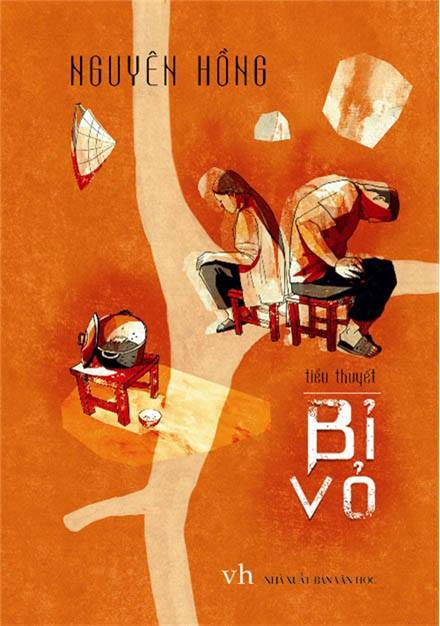 NGUYÊN HỒNG
tiểu thuyết
BỈ
VỎ
vh NHÀ XUẤT BẢN VĂN HỌC